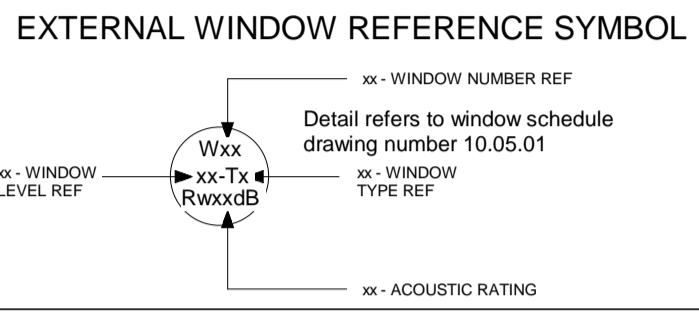 EXTERNAL WINDOW REFERENCE SYMBOL
xx - WINDOW NUMBER REF
Detail refers to window schedule
drawing number 10.05.01
Wxx
xx-Tx
RwxxdB
xx - WINDOW
LEVEL REF
xx - WINDOW
TYPE REF
xx - ACOUSTIC RATING